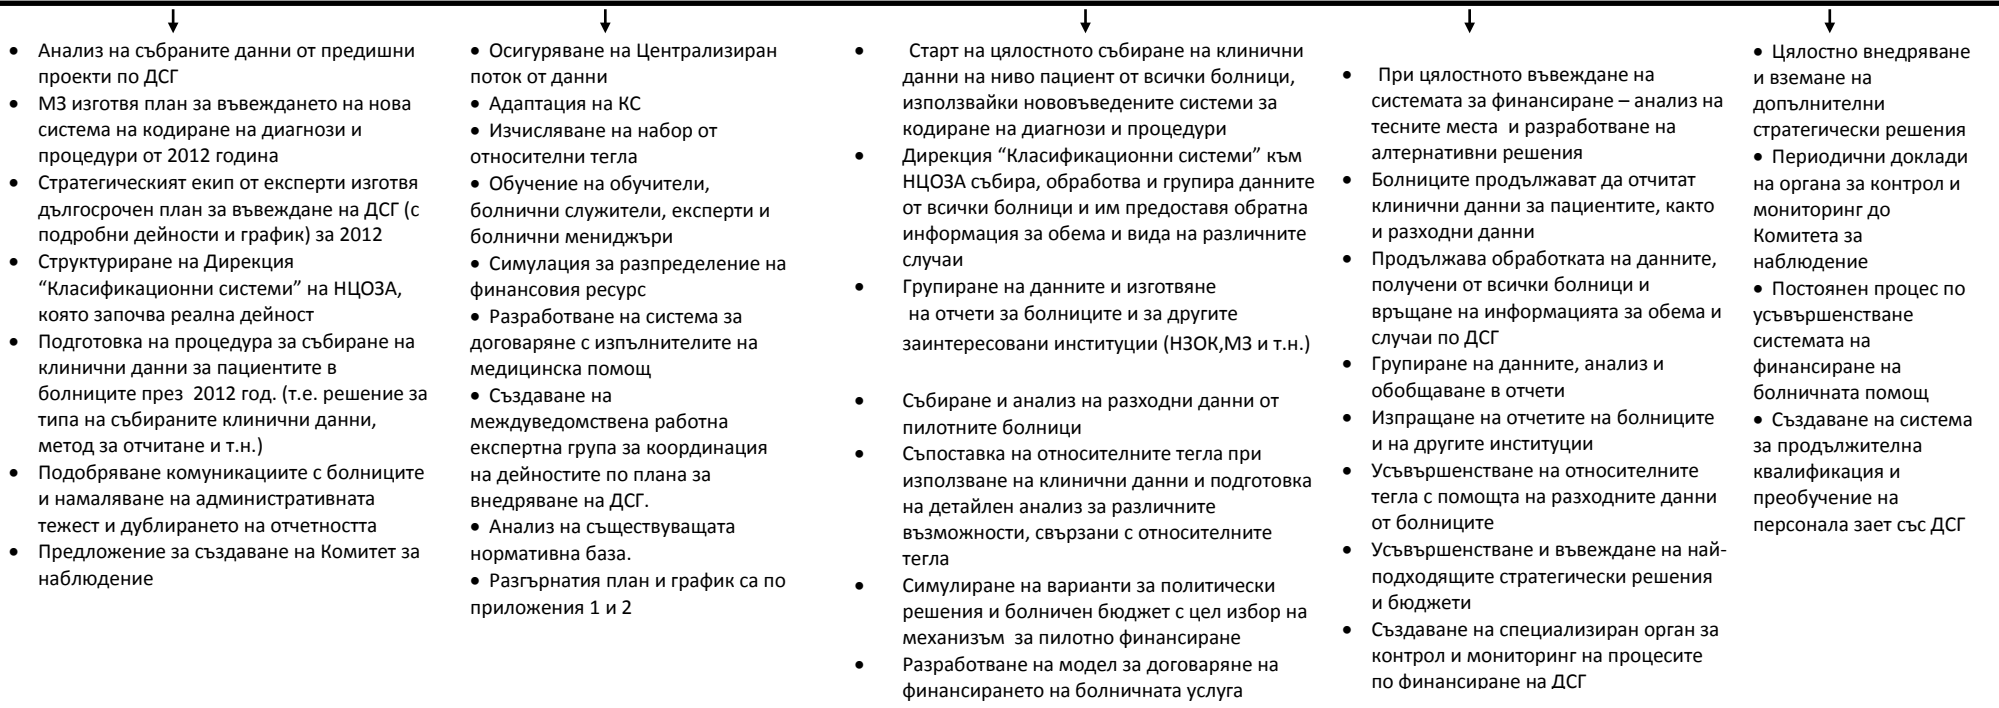 • Анализ на събраните данни от предишни
проекти по ДСГ
• МЗ изготвя план за въвеждането на нова
система на кодиране на диагнози и
процедури от 2012 година
• Стратегическият екип от експерти изготвя
дългосрочен план за въвеждане на ДСГ (с
подробни дейности и график) за 2012
• Структуриране на Дирекция
“Класификационни системи” на НЦОЗА,
която започва реална дейност
• Подготовка на процедура за събиране на
клинични данни за пациентите в
болниците през 2012 год. (т.е. решение за
типа на събираните клинични данни,
метод за отчитане и т.н.)
• Подобряване комуникациите с болниците
и намаляване на административната
тежест и дублирането на отчетността
• Предложение за създаване на Комитет за
наблюдение
• Осигуряване на Централизиран
поток от данни
• Адаптация на КС
• Изчисляване на набор от
относителни тегла
• Обучение на обучители,
болнични служители, експерти и
болнични мениджъри
• Симулация за разпределение на
финансовия ресурс
• Разработване на система за
договаряне с изпълнителите на
медицинска помощ
• Създаване на
междуведомствена работна
експертна група за координация
на дейностите по плана за
внедряване на ДСГ.
• Анализ на съществуващата
нормативна база.
• Разгърнатия план и график са по
приложения 1 и 2
• Старт на цялостното събиране на клинични
данни на ниво пациент от всички болници,
използвайки нововъведените системи за
кодиране на диагнози и процедури
• Дирекция “Класификационни системи” към
НЦОЗА събира, обработва и групира данните
от всички болници и им предоставя обратна
информация за обема и вида на различните
случаи
• Групиране на данните и изготвяне
на отчети за болниците и за другите
заинтересовани институции (НЗОК,МЗ и т.н.)
• Събиране и анализ на разходни данни от
пилотните болници
• Съпоставка на относителните тегла при
използване на клинични данни и подготовка
на детайлен анализ за различните
възможности, свързани с относителните
тегла
• Симулиране на варианти за политически
решения и болничен бюджет с цел избор на
механизъм за пилотно финансиране
• Разработване на модел за договаряне на
финансирането на болничната услуга
• При цялостното въвеждане на
системата за финансиране – анализ на
тесните места и разработване на
алтернативни решения
• Болниците продължават да отчитат
клинични данни за пациентите, както
и разходни данни
• Продължава обработката на данните,
получени от всички болници и
връщане на информацията за обема и
случаи по ДСГ
• Групиране на данните, анализ и
обобщаване в отчети
• Изпращане на отчетите на болниците
и на другите институции
• Усъвършенстване на относителните
тегла с помощта на разходните данни
от болниците
• Усъвършенстване и въвеждане на най-
подходящите стратегически решения
и бюджети
• Създаване на специализиран орган за
контрол и мониторинг на процесите
по финансиране на ДСГ
• Цялостно внедряване
и вземане на
допълнителни
стратегически решения
• Периодични доклади
на органа за контрол и
мониторинг до
Комитета за
наблюдение
• Постоянен процес по
усъвършенстване
системата на
финансиране на
болничната помощ
• Създаване на система
за продължителна
квалификация и
преобучение на
персонала зает със ДСГ